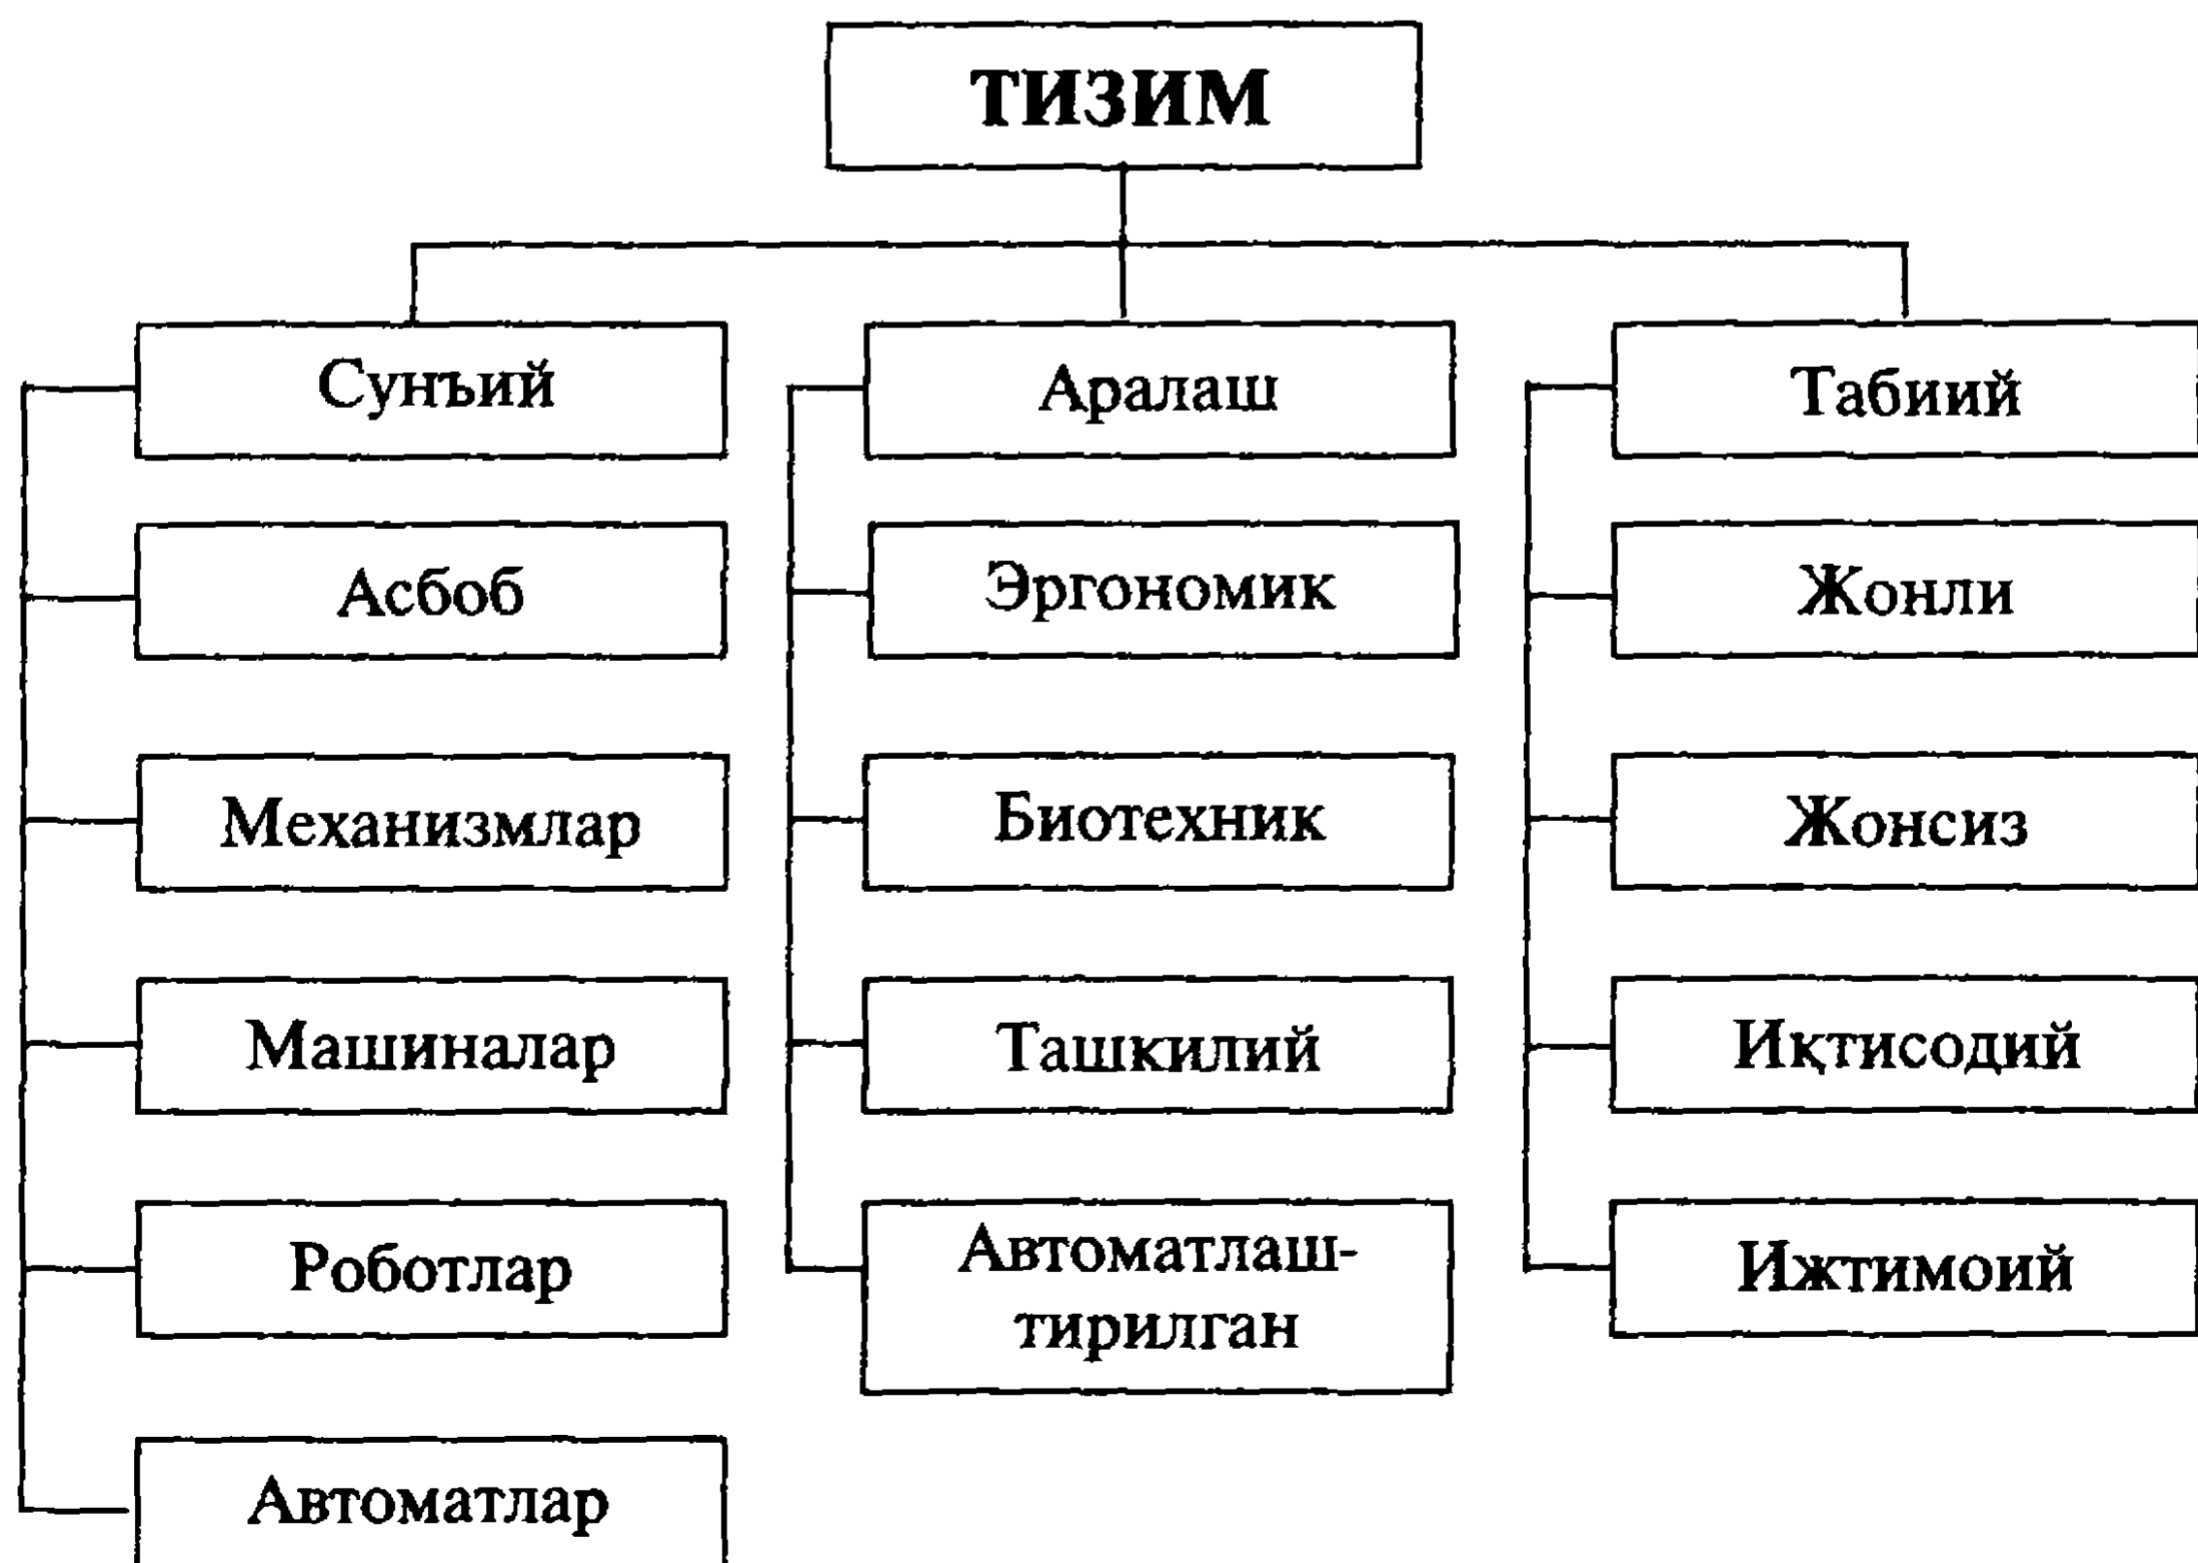 ТИЗИМ
Сунъий
Асбоб
Механизмлар
Машиналар
Роботлар
Автоматлар
Аралаш
Эргономик
Биотехник
Ташкилий
Автоматлаш-
тирилган
Табиий
Жонли
Жонсиз
Иқтисодий
Ижтимоий